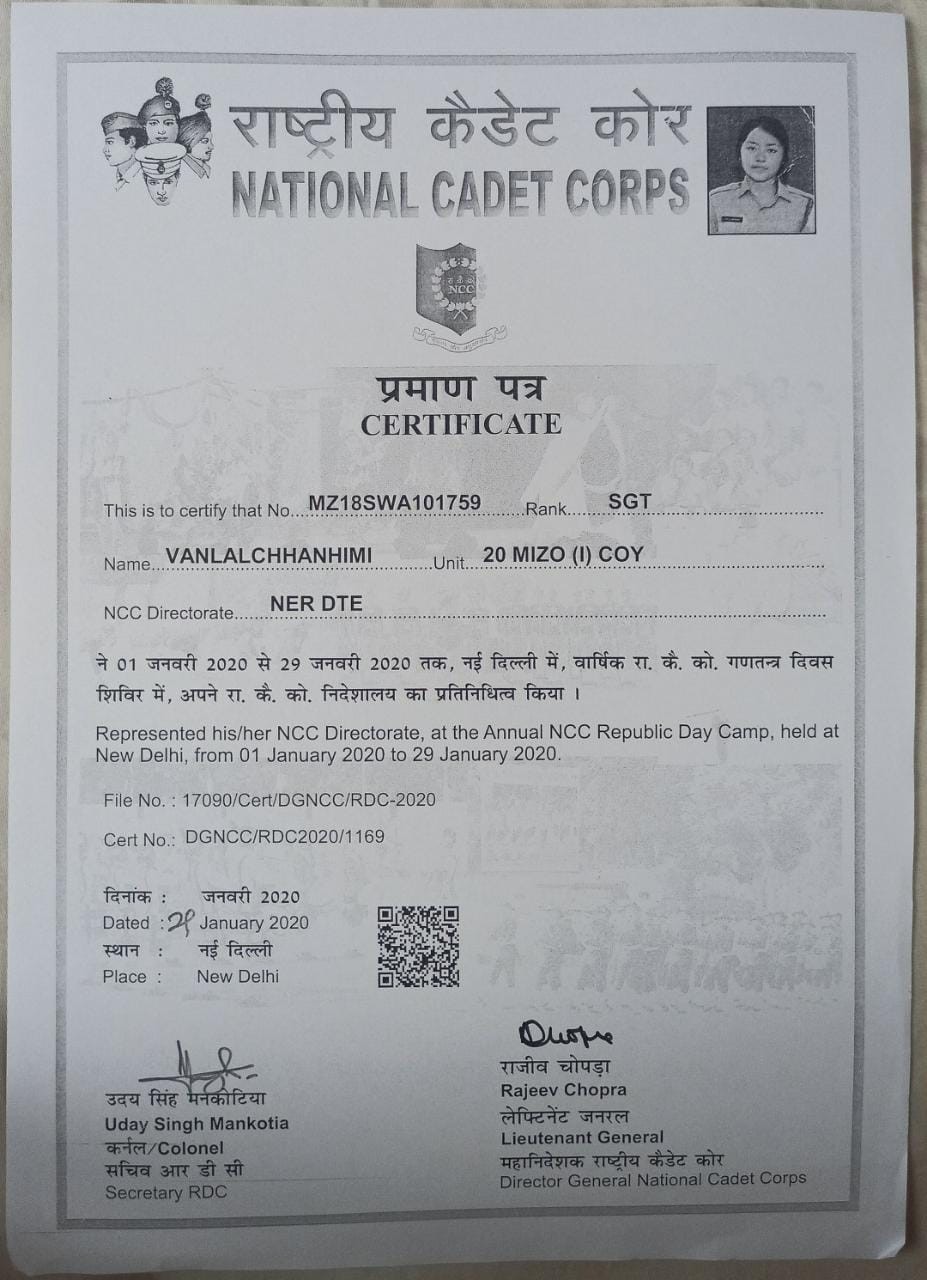 राष्ट्रीय कैडेट कोर
NATIONAL CADET CORPS
रा कै को
NCC
प्रमाण पत्र
CERTIFICATE
This is to certify that No....MZ18SWA101759.........Rank......SGT
Name...VANLALCHHANHIMI.............Unit...20 MIZO (I) COY
NCC Directorate......NER DTE
ने 01 जनवरी 2020 से 29 जनवरी 2020 तक, नई दिल्ली में, वार्षिक रा. कै. को. गणतन्त्र दिवस
शिविर में, अपने रा. कै. को. निदेशालय का प्रतिनिधित्व किया ।
Represented his/her NCC Directorate, at the Annual NCC Republic Day Camp, held at
New Delhi, from 01 January 2020 to 29 January 2020.
File No. : 17090/Cert/DGNCC/RDC-2020
Cert No.: DGNCC/RDC2020/1169
दिनांक : जनवरी 2020
Dated : January 2020
स्थान : नई दिल्ली
Place : New Delhi
उदय सिंह मनकोटिया
Uday Singh Mankotia
कर्नल/Colonel
सचिव आर डी सी
Secretary RDC
राजीव चोपड़ा
Rajeev Chopra
लेफ्टिनेंट जनरल
Lieutenant General
महानिदेशक राष्ट्रीय कैडेट कोर
Director General National Cadet Corps